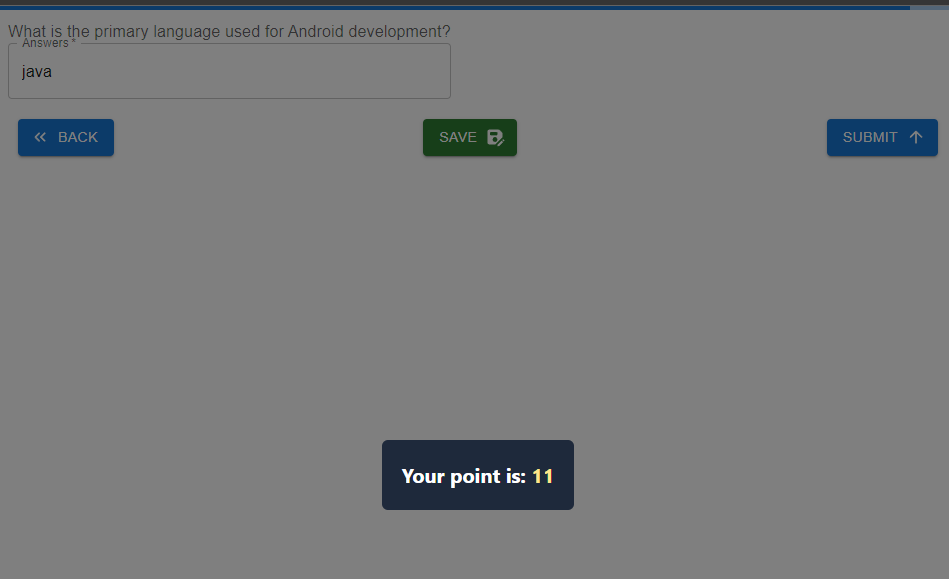 What is the primary language used for Android development?
Answers *
java
BACK
SAVE
SUBMIT
Your point is: 11